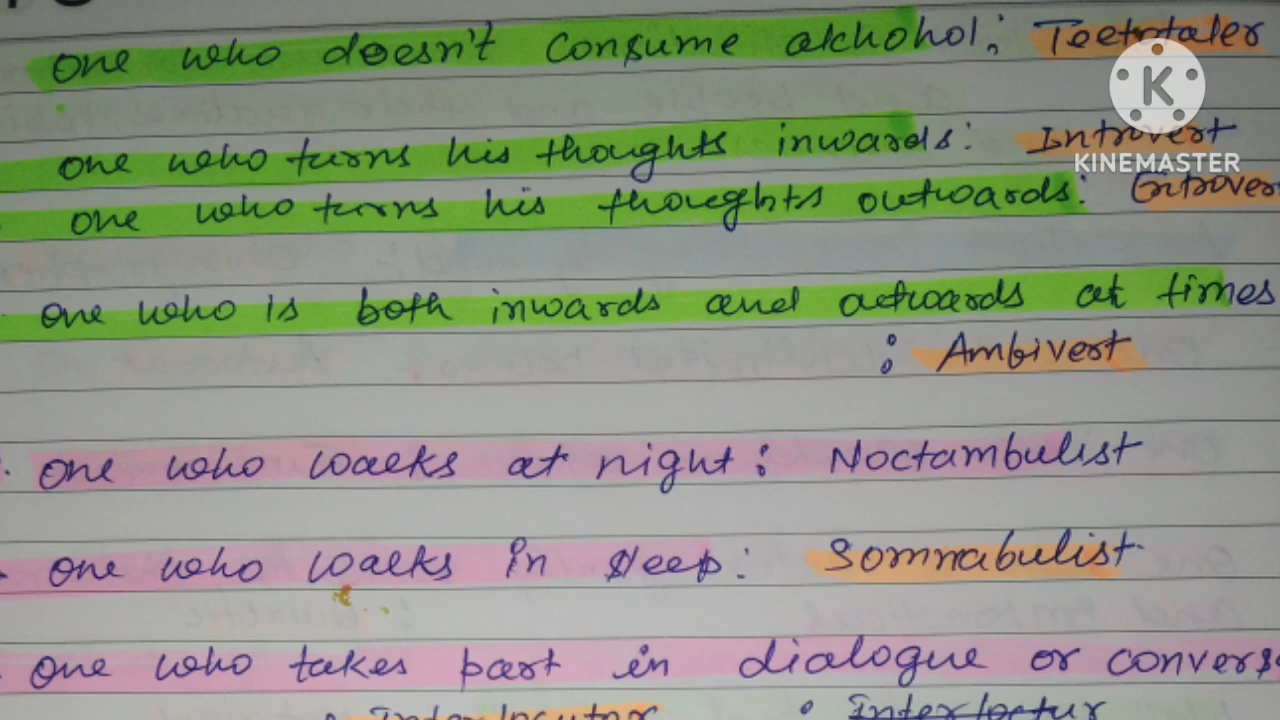 one who doesn't consume alchohol: Teetotaler
one who turns his thoughts inwards: Introvert
KINEMASTER
one who turns his thoughts outwards:
one who is both inwards and outwards at times
: Ambivert
one who walks at night: Noctambulist
one who walks in sleep: Somnabulist
one who takes part in dialogue or convers
: Interlocutor : Interloctur